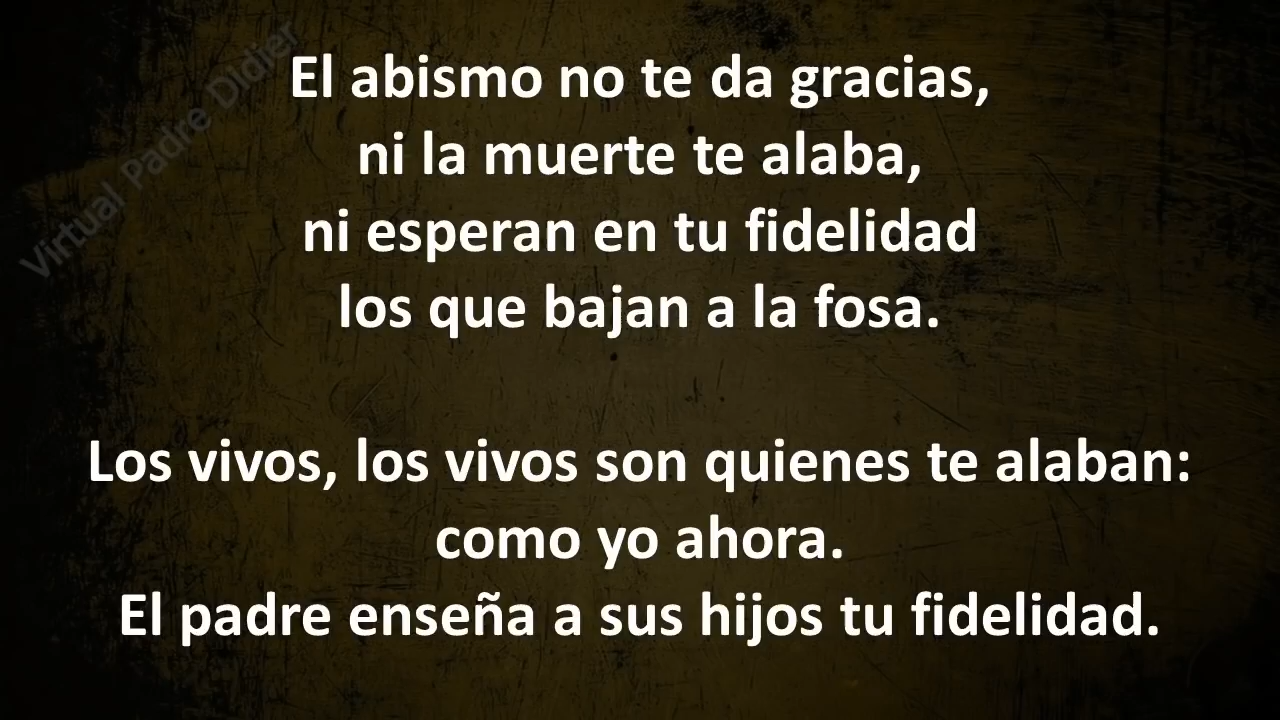 Virtual Padre Didier
El abismo no te da gracias,
ni la muerte te alaba,
ni esperan en tu fidelidad
los que bajan a la fosa.
Los vivos, los vivos son quienes te alaban:
como yo ahora.
El padre enseña a sus hijos tu fidelidad.